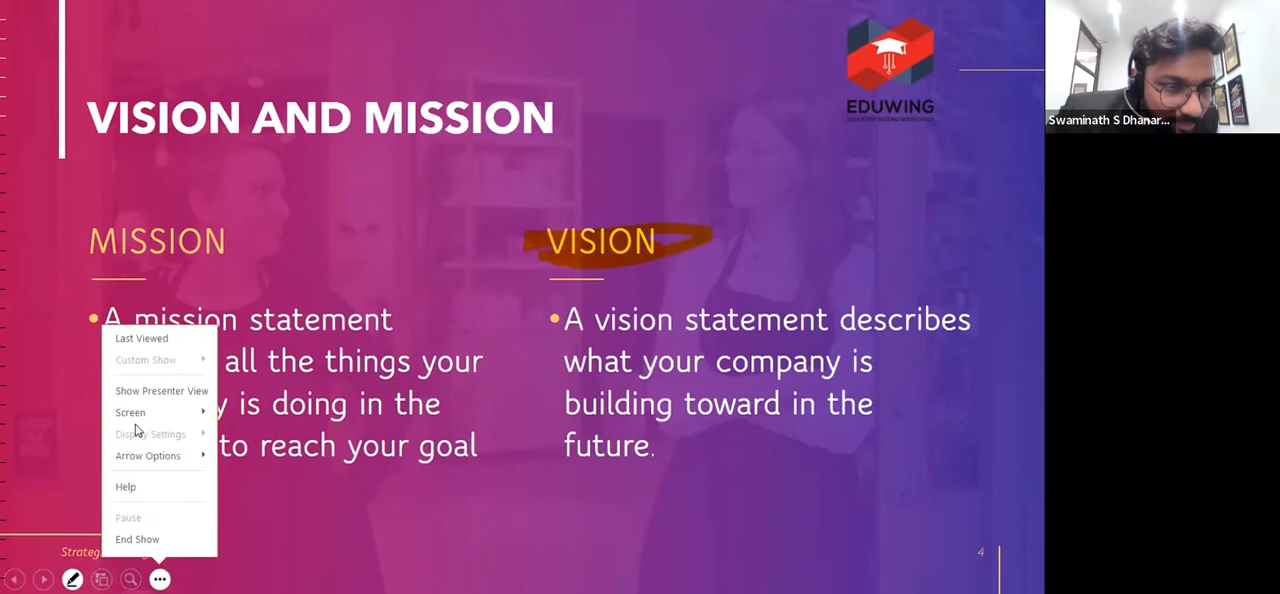 EDUWING
VISION AND MISSION
MISSION
A mission statement
all the things your
is doing in the
to reach your goal
VISION
A vision statement describes
what your company is
building toward in the
future.
Last Viewed
Custom Show
Show Presenter View
Screen
Display Settings
Arrow Options
Help
Pause
End Show
4
Swaminath S Dhanar...